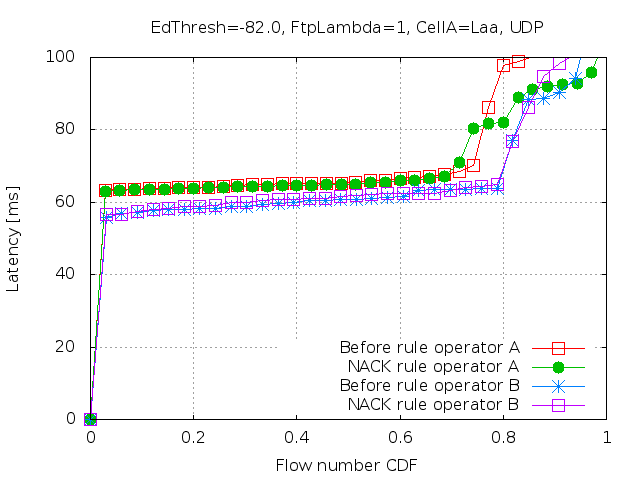 EdThresh=-82.0, FtpLambda=1, CellA=Laa, UDP
100
80
60
40
20
0
Latency [ms]
Before rule operator A
NACK rule operator A
Before rule operator B
NACK rule operator B
0 0.2 0.4 0.6 0.8 1
Flow number CDF